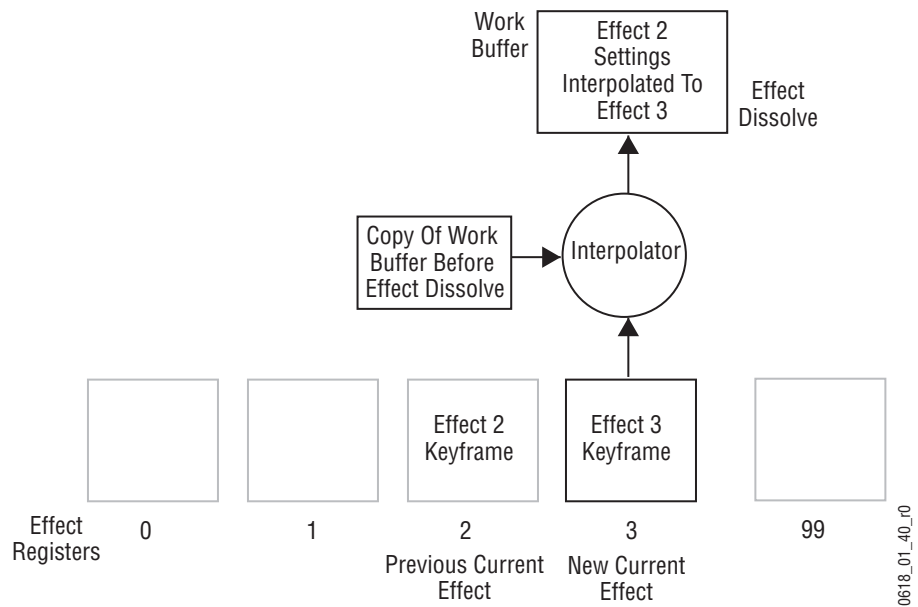 Work
Buffer
Effect 2
Settings
Interpolated To
Effect 3
Effect
Dissolve
Copy Of Work
Buffer Before
Effect Dissolve
Interpolator
Effect 2
Keyframe
Effect 3
Keyframe
Effect
Registers
0
1
2
3
99
Previous Current
Effect
New Current
Effect
0618_01_40_r0